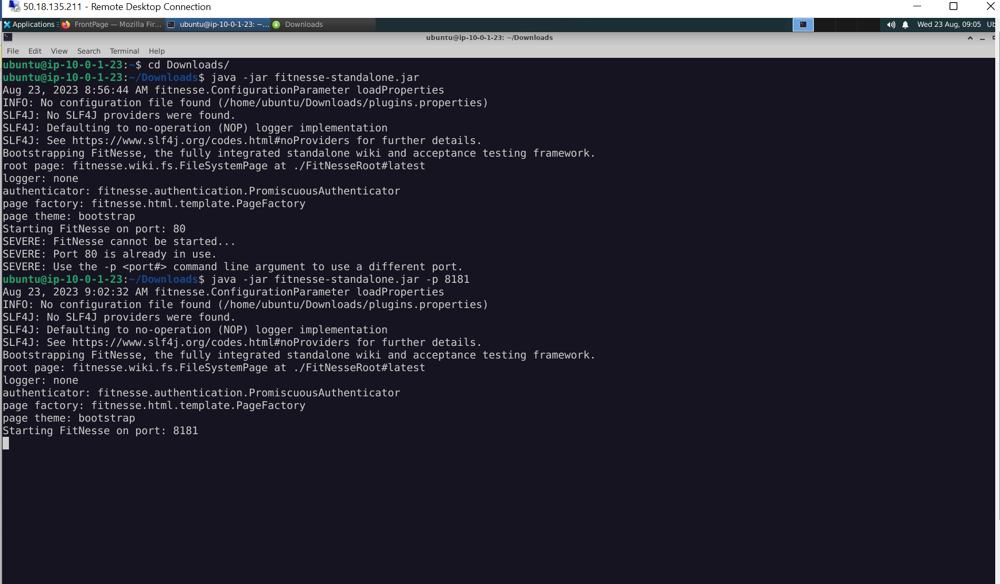 50.18.135.211 - Remote Desktop Connection
Applications FrontPage — Mozilla Fir... ubuntu@ip-10-0-1-23: ~... Downloads Wed 23 Aug, 09:05 Ub
ubuntu@ip-10-0-1-23: ~/Downloads
File Edit View Search Terminal Help
ubuntu@ip-10-0-1-23:~$ cd Downloads/
ubuntu@ip-10-0-1-23:~/Downloads$ java -jar fitnesse-standalone.jar
Aug 23, 2023 8:56:44 AM fitnesse.ConfigurationParameter loadProperties
INFO: No configuration file found (/home/ubuntu/Downloads/plugins.properties)
SLF4J: No SLF4J providers were found.
SLF4J: Defaulting to no-operation (NOP) logger implementation
SLF4J: See https://www.slf4j.org/codes.html#noProviders for further details.
Bootstrapping FitNesse, the fully integrated standalone wiki and acceptance testing framework.
root page: fitnesse.wiki.fs.FileSystemPage at ./FitNesseRoot#latest
logger: none
authenticator: fitnesse.authentication.PromiscuousAuthenticator
page factory: fitnesse.html.template.PageFactory
page theme: bootstrap
Starting FitNesse on port: 80
SEVERE: FitNesse cannot be started...
SEVERE: Port 80 is already in use.
SEVERE: Use the -p <port#> command line argument to use a different port.
ubuntu@ip-10-0-1-23:~/Downloads$ java -jar fitnesse-standalone.jar -p 8181
Aug 23, 2023 9:02:32 AM fitnesse.ConfigurationParameter loadProperties
INFO: No configuration file found (/home/ubuntu/Downloads/plugins.properties)
SLF4J: No SLF4J providers were found.
SLF4J: Defaulting to no-operation (NOP) logger implementation
SLF4J: See https://www.slf4j.org/codes.html#noProviders for further details.
Bootstrapping FitNesse, the fully integrated standalone wiki and acceptance testing framework.
root page: fitnesse.wiki.fs.FileSystemPage at ./FitNesseRoot#latest
logger: none
authenticator: fitnesse.authentication.PromiscuousAuthenticator
page factory: fitnesse.html.template.PageFactory
page theme: bootstrap
Starting FitNesse on port: 8181